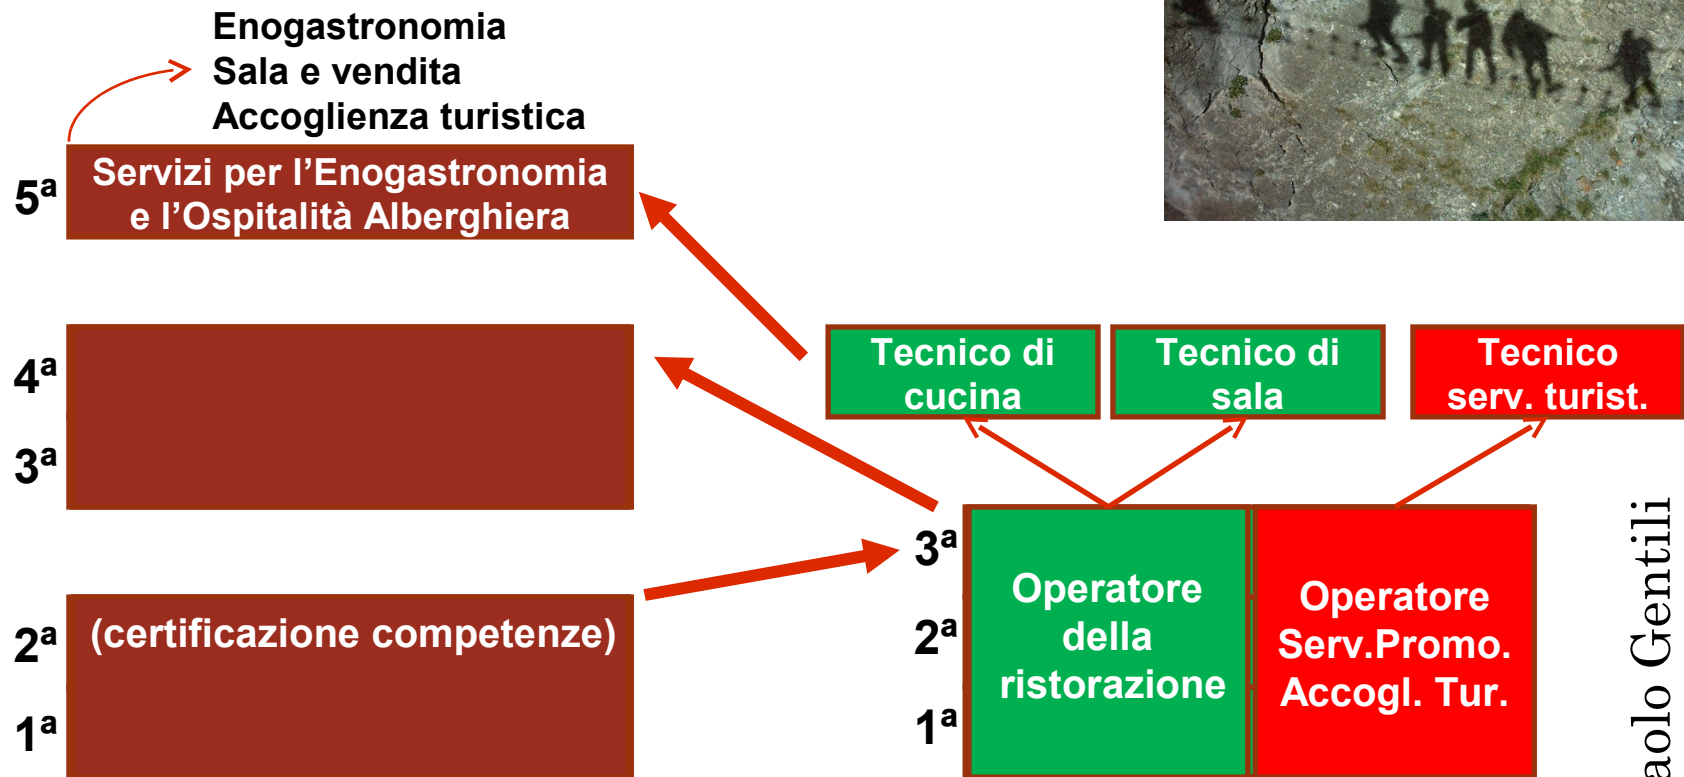 Enogastronomia
Sala e vendita
Accoglienza turistica
5ª
Servizi per l’Enogastronomia
e l’Ospitalità Alberghiera
4ª
3ª
Tecnico di
cucina
Tecnico di
sala
Tecnico
serv. turist.
2ª
1ª
(certificazione competenze)
3ª
2ª
1ª
Operatore
della
ristorazione
Operatore
Serv.Promo.
Accogl. Tur.
aolo Gentili